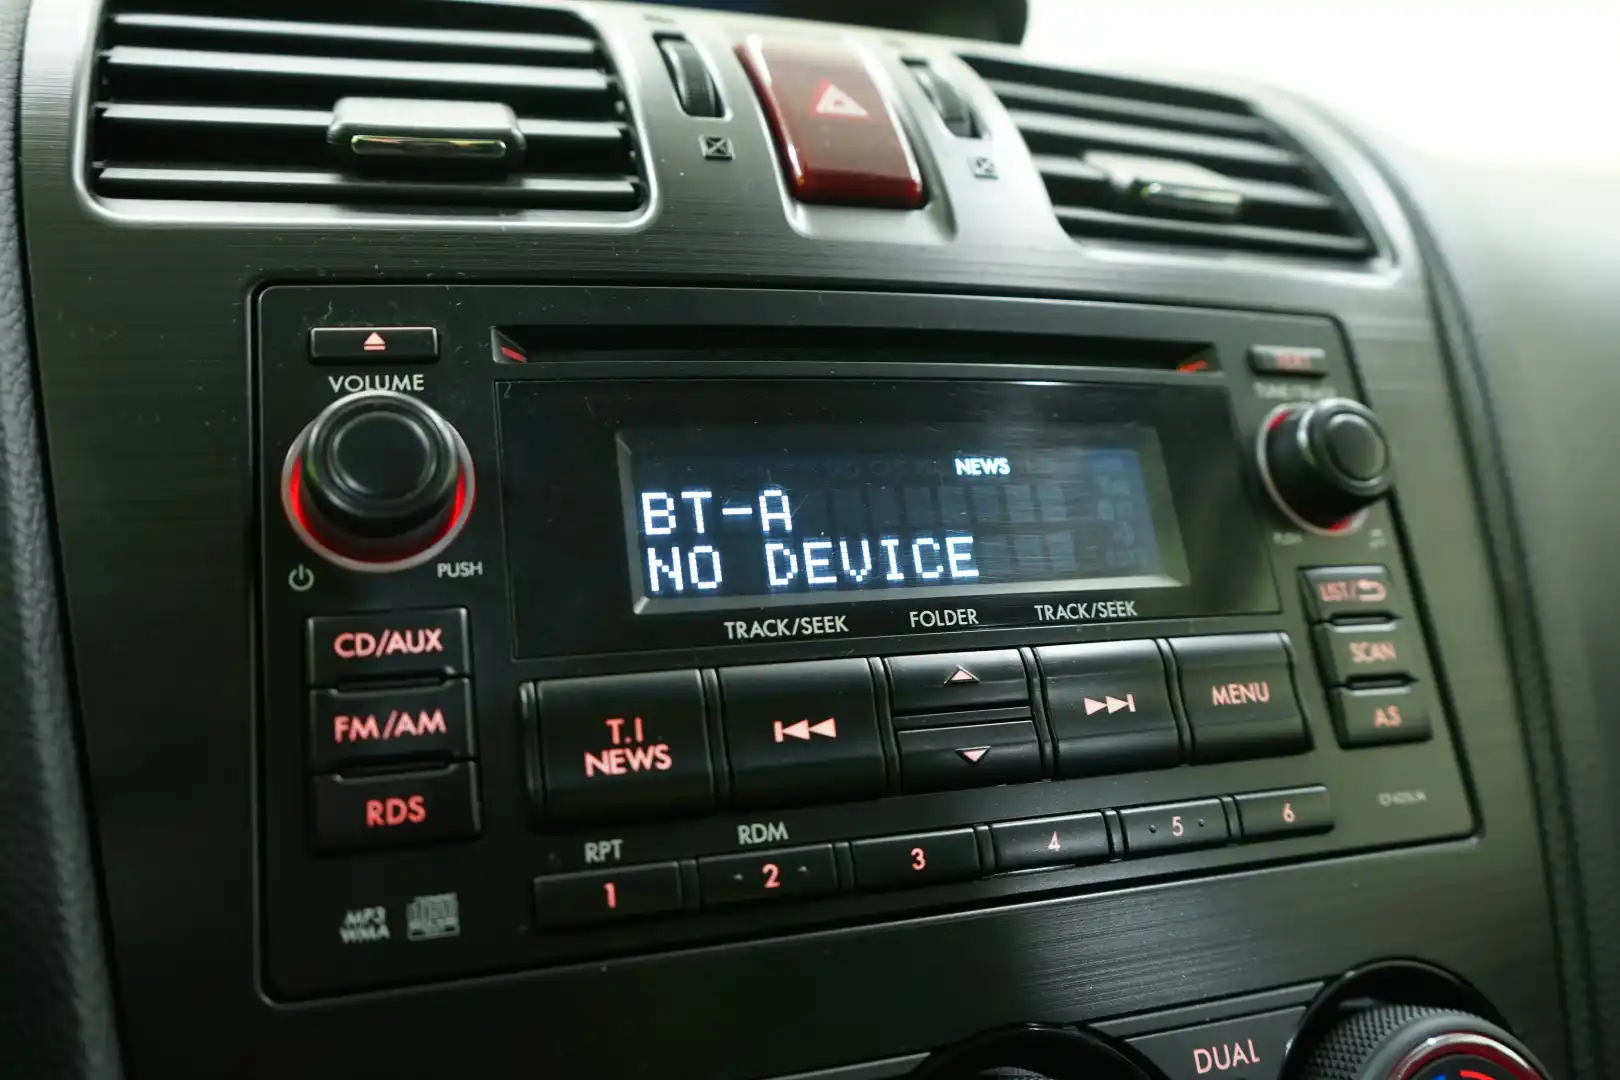 VOLUME
PUSH
NEWS
BT-A
NO DEVICE
TRACK/SEEK
FOLDER
TRACK/SEEK
CD/AUX
FM/AM
RDS
T.I
NEWS
MENU
LIST/
SCAN
AS
RPT
RDM
1
2
3
4
5
6
MP3
WMA
DUAL